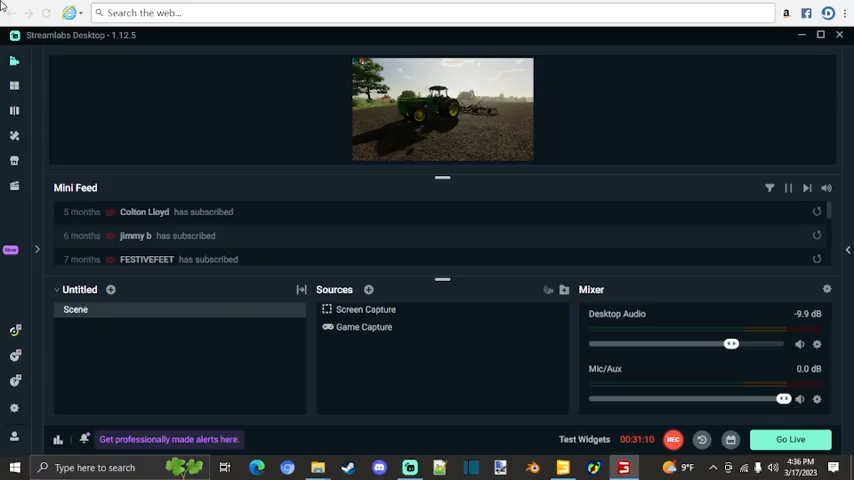 Search the web...
Streamlabs Desktop - 1.12.5
Mini Feed
5 months Colton Lloyd has subscribed
6 months jimmy b has subscribed
7 months FESTIVEFEET has subscribed
Untitled
Scene
Sources
Screen Capture
Game Capture
Mixer
Desktop Audio -9.9 dB
Mic/Aux 0.0 dB
Get professionally made alerts here.
Test Widgets 00:31:10 REC Go Live
Type here to search
9°F
4:36 PM
3/17/2023